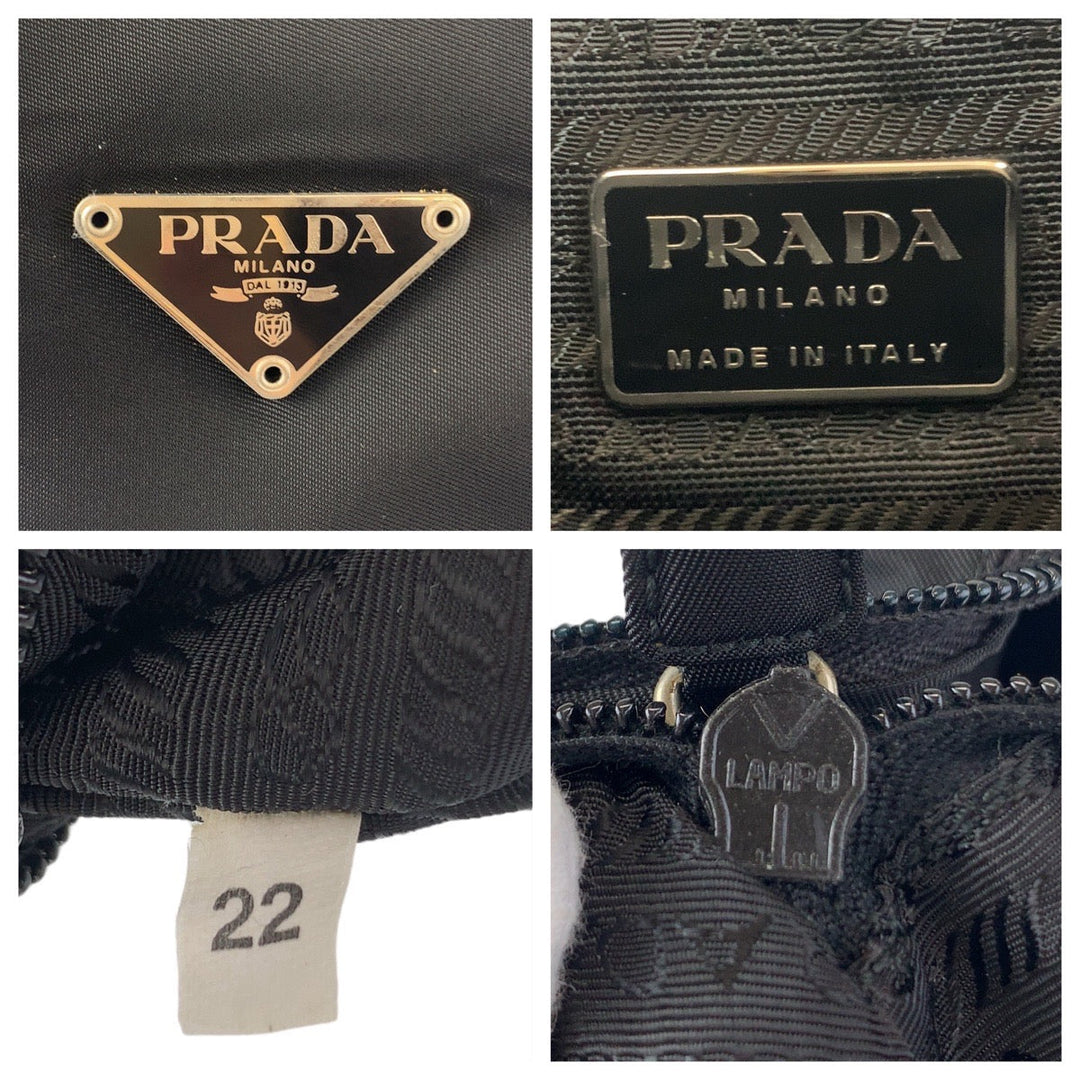 PRADA
MILANO
DAL 1913
PRADA
MILANO
MADE IN ITALY
22
LAMPO